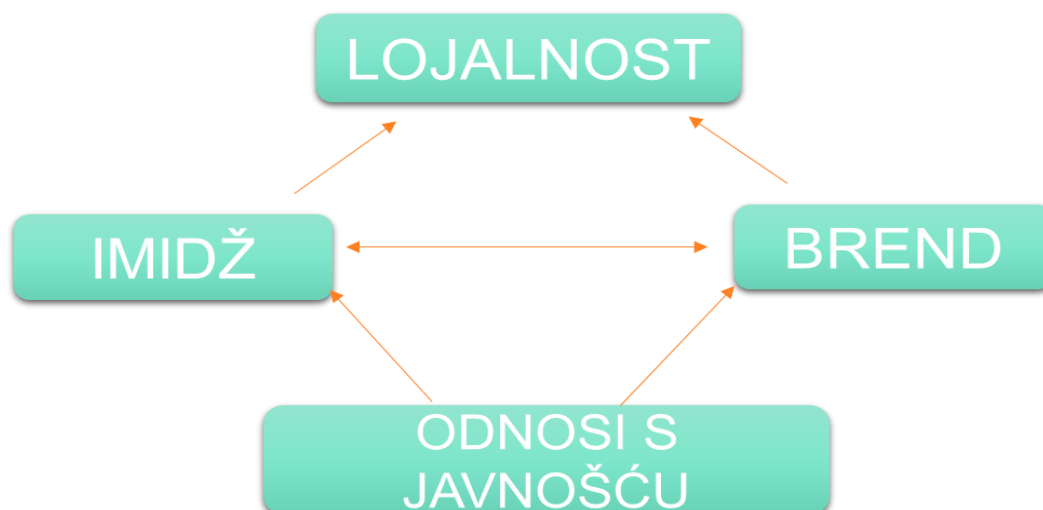 LOJALNOST
IMIDŽ
BREND
ODNOSI S
JAVNOŠĆU